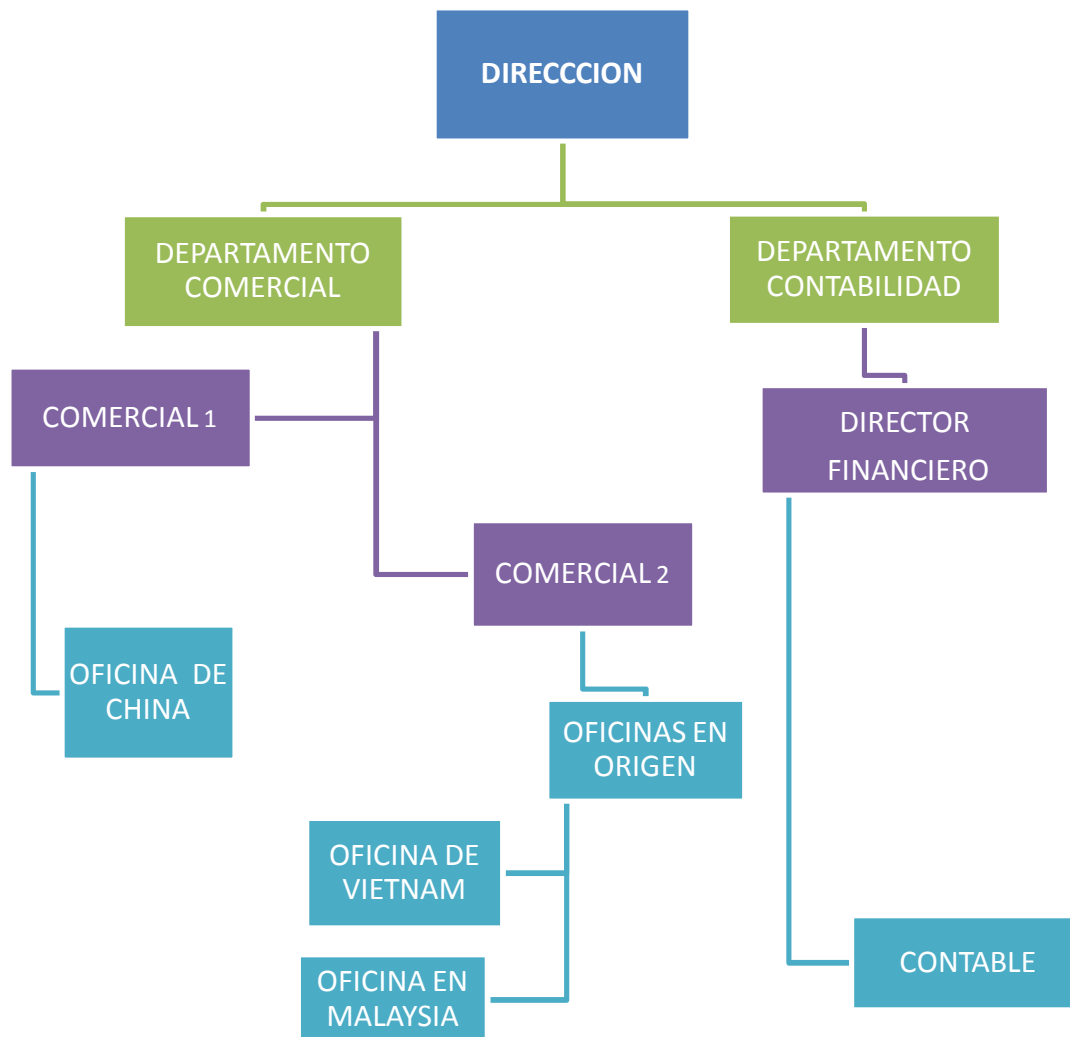 DIRECCCION
DEPARTAMENTO
COMERCIAL
DEPARTAMENTO
CONTABILIDAD
COMERCIAL 1
DIRECTOR
FINANCIERO
COMERCIAL 2
OFICINA DE
CHINA
OFICINAS EN
ORIGEN
OFICINA DE
VIETNAM
CONTABLE
OFICINA EN
MALAYSIA